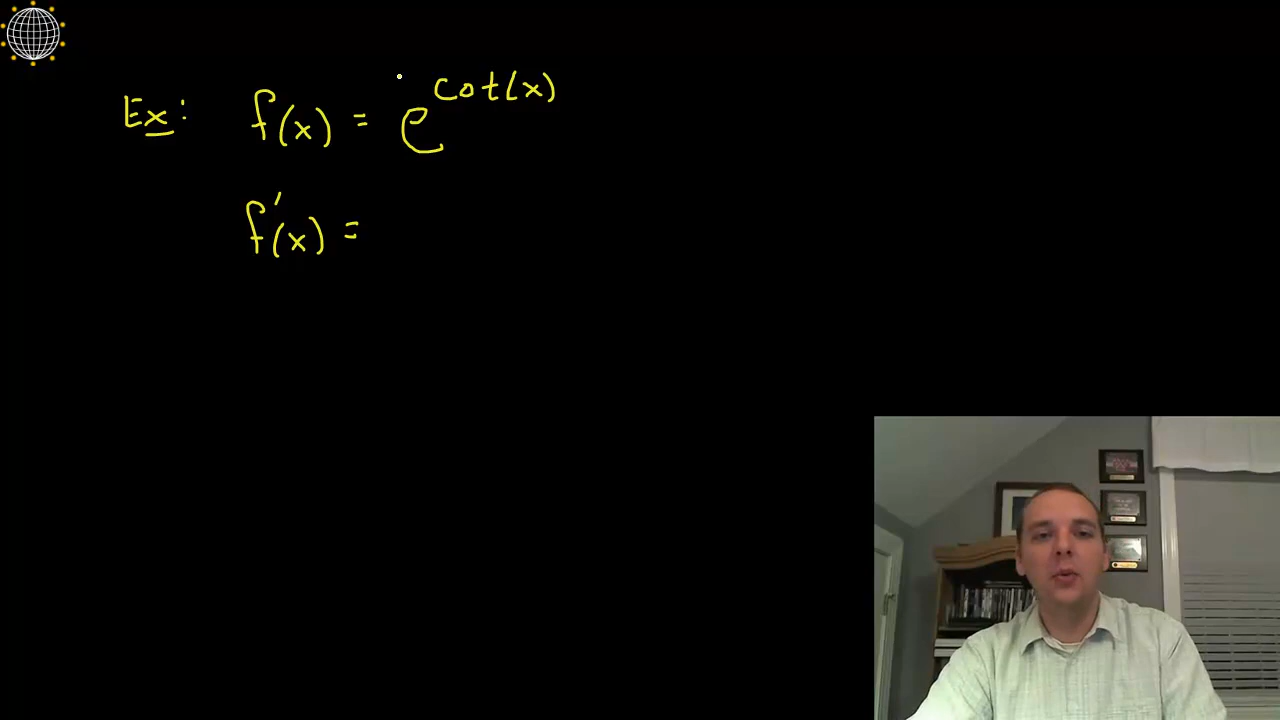 Ex: f(x) = e^cot(x)
f'(x) =